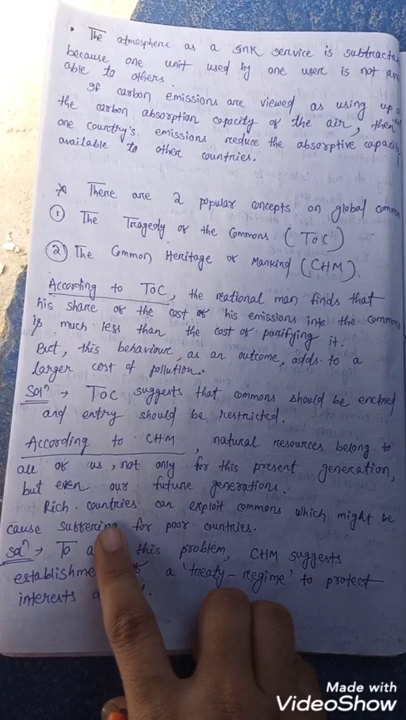 • The atmosphere as a sink service is subtracta
because one unit used by one user is not av
able to others.
If carbon emissions are viewed as using up
the carbon absorption capacity of the air, then
one country's emissions reduce the absorptive capaci
available to other countries.
* There are 2 popular concepts on global comm
① The Tragedy of the Commons (ToC)
② The Common Heritage of Mankind (CHM).
According to TOC, the rational man finds that
his share of the cost of his emissions into the commons
is much less than the cost of purifying it.
But, this behaviour, as an outcome, adds to a
larger cost of pollution.
Solⁿ → TOC suggests that commons should be enclosed
and entry should be restricted.
According to CHM, natural resources belong to
all of us, not only for this present generation,
but even our future generations.
Rich countries can exploit commons which might be
cause suffering for poor countries.
Solⁿ → To a this problem, CHM suggests
establishme of a 'treaty-regime' to protect
interests
Made with
VideoShow